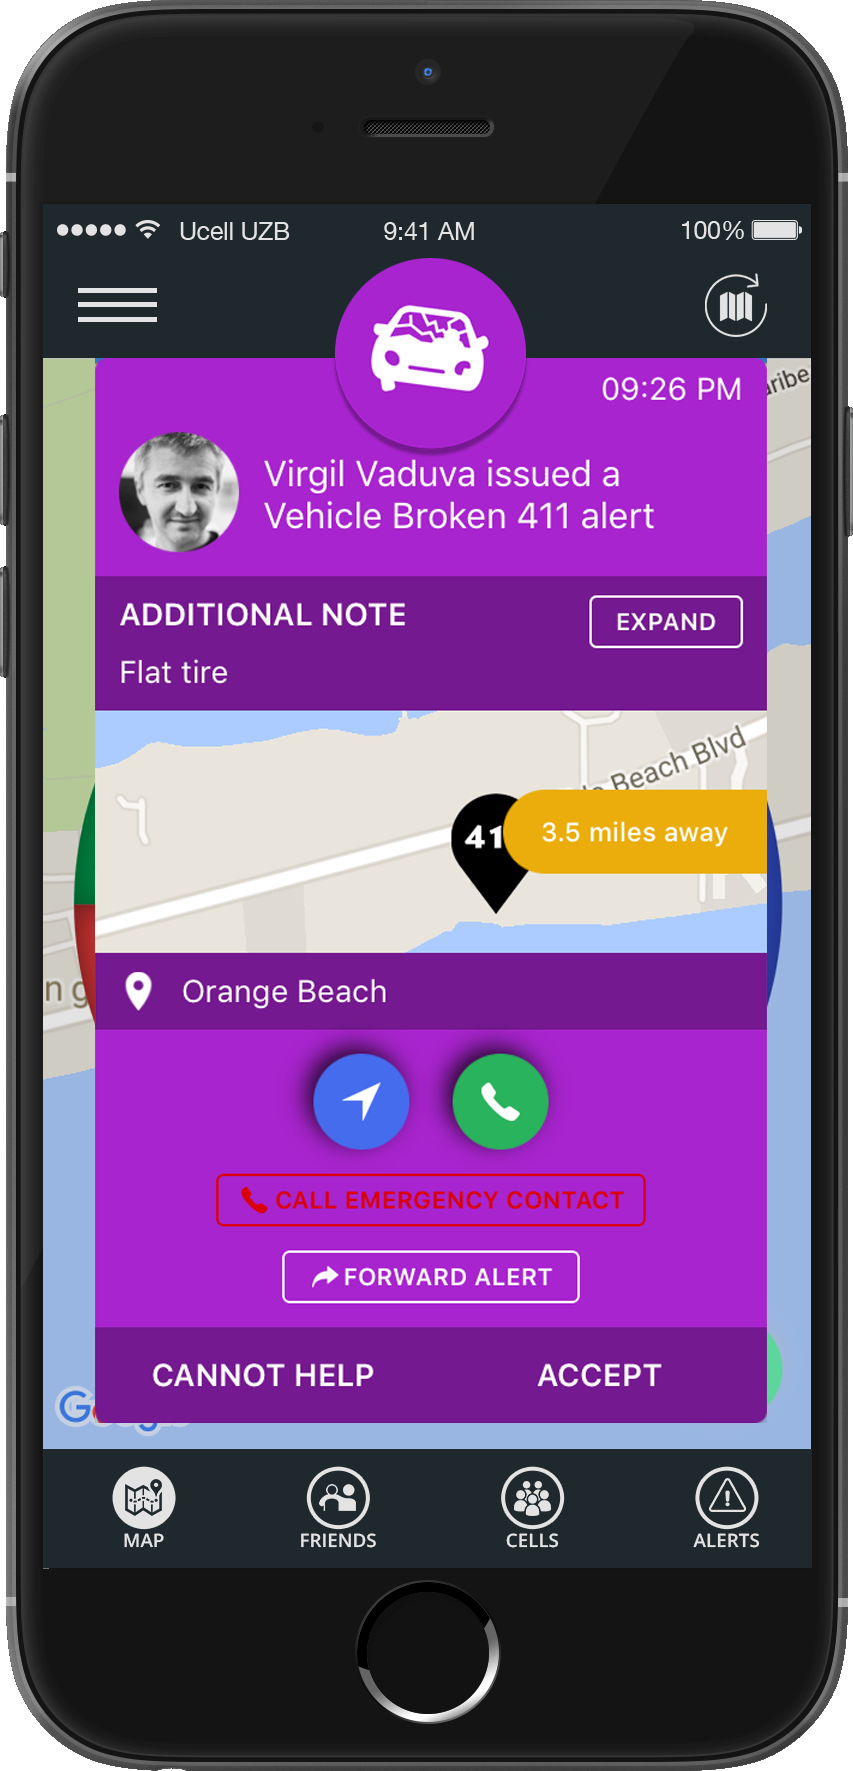 Ucell UZB 9:41 AM 100%
09:26 PM
Virgil Vaduva issued a
Vehicle Broken 411 alert
ADDITIONAL NOTE
EXPAND
Flat tire
Beach Blvd
41
3.5 miles away
Orange Beach
CALL EMERGENCY CONTACT
FORWARD ALERT
CANNOT HELP ACCEPT
MAP FRIENDS CELLS ALERTS